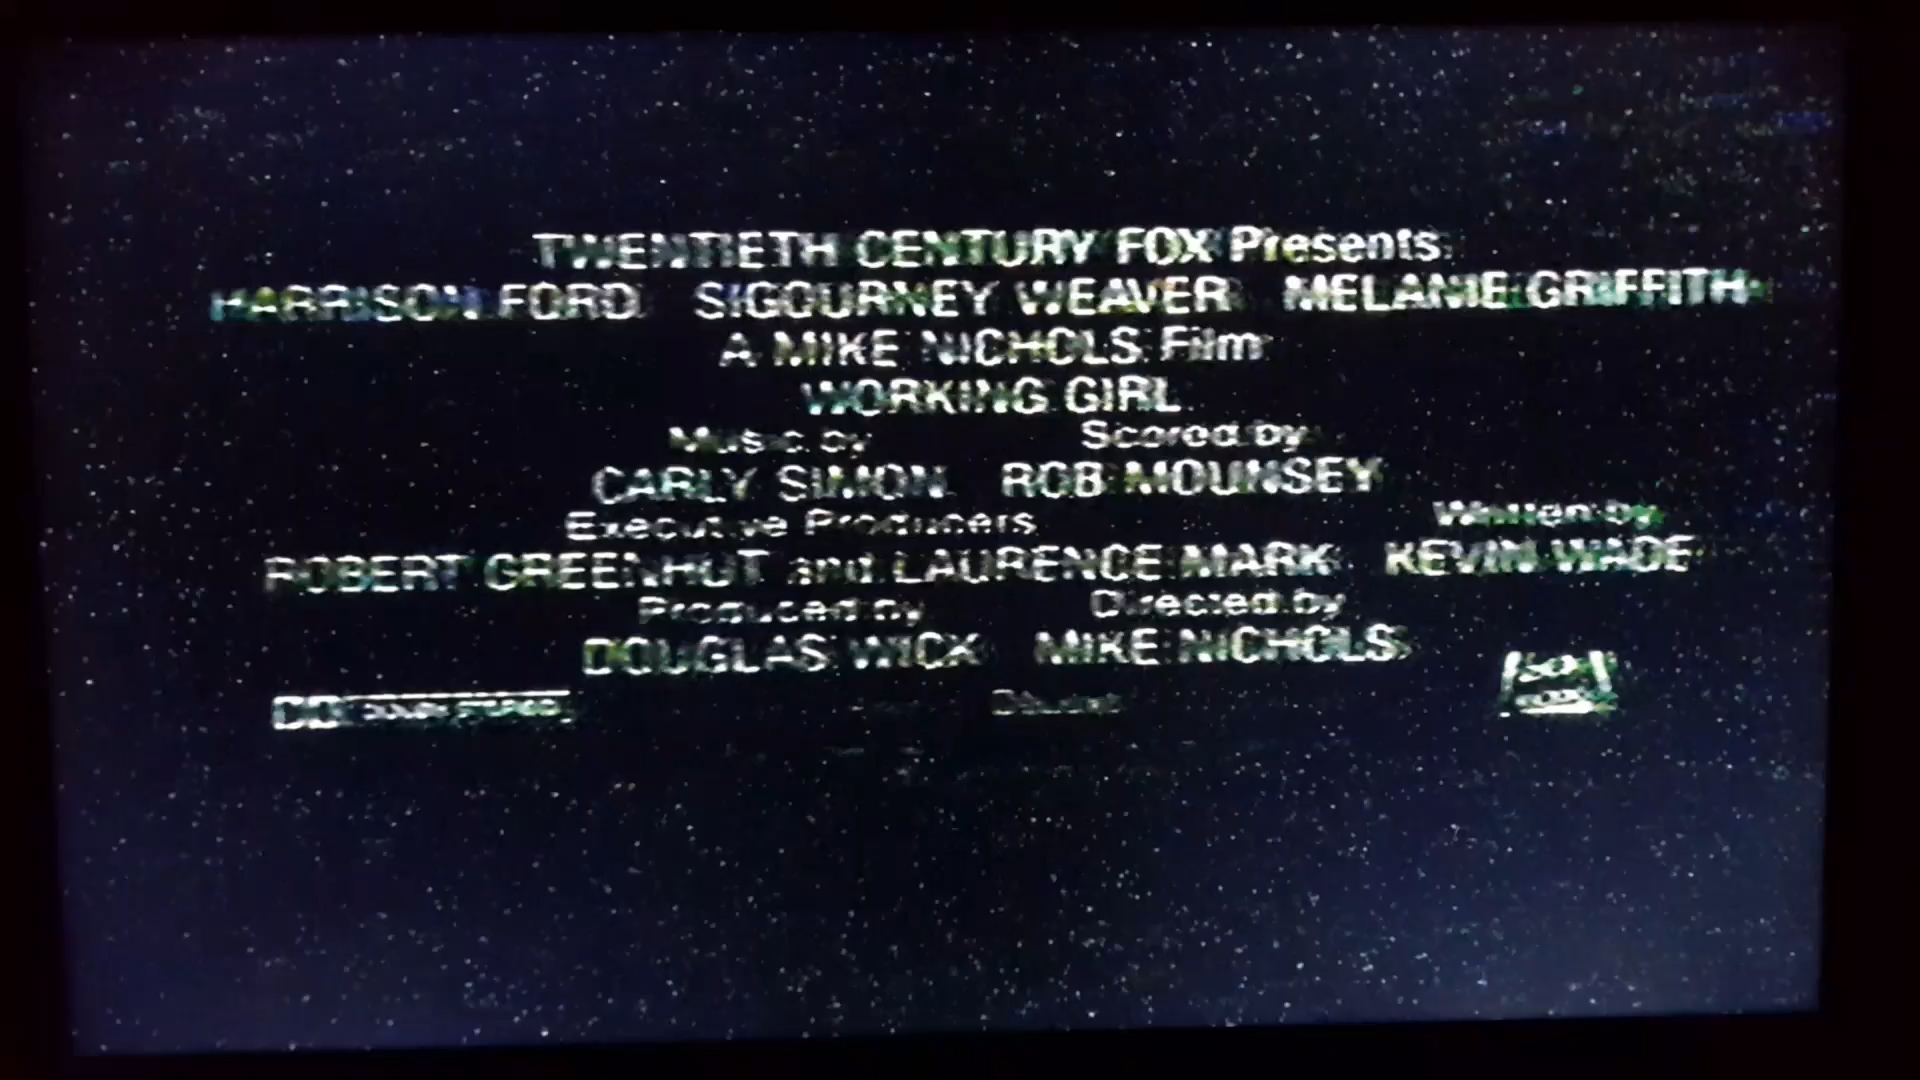 TWENTIETH CENTURY FOX Presents
HARRISON FORD SIGOURNEY WEAVER MELANIE GRIFFITH
A MIKE NICHOLS Film
WORKING GIRL
Music by Scored by
CARLY SIMON ROB MOUNSEY
Executive Producers Written by
ROBERT GREENHUT and LAURENCE MARK KEVIN WADE
Produced by Directed by
DOUGLAS WICK MIKE NICHOLS